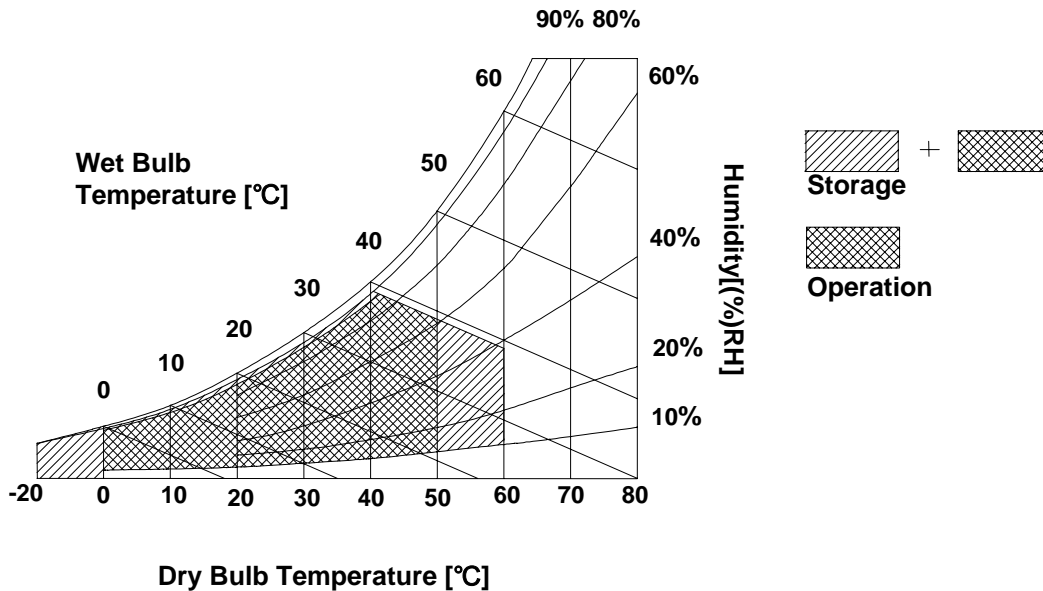 90% 80%
60
60%
Wet Bulb
Temperature [℃]
50
Storage
+
40
40%
Humidity[(%)RH]
30
Operation
20
20%
10
0
10%
-20 0 10 20 30 40 50 60 70 80
Dry Bulb Temperature [℃]